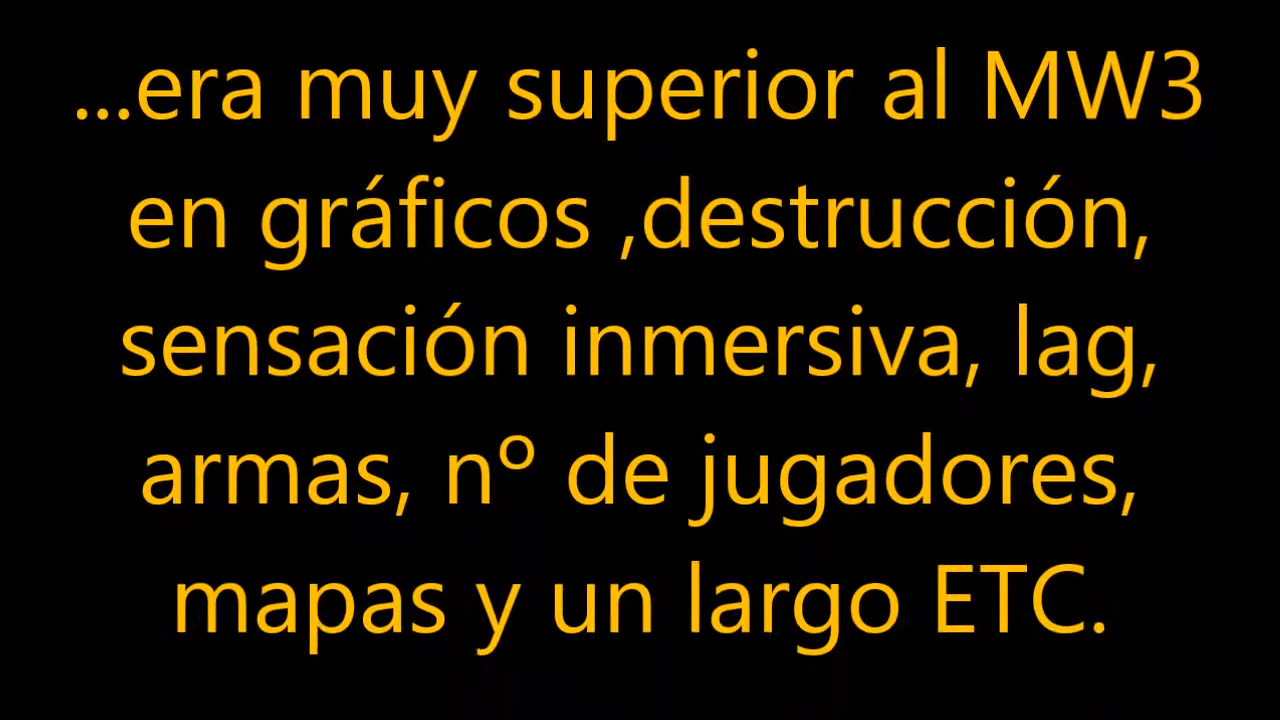 ...era muy superior al MW3
en gráficos ,destrucción,
sensación inmersiva, lag,
armas, nº de jugadores,
mapas y un largo ETC.